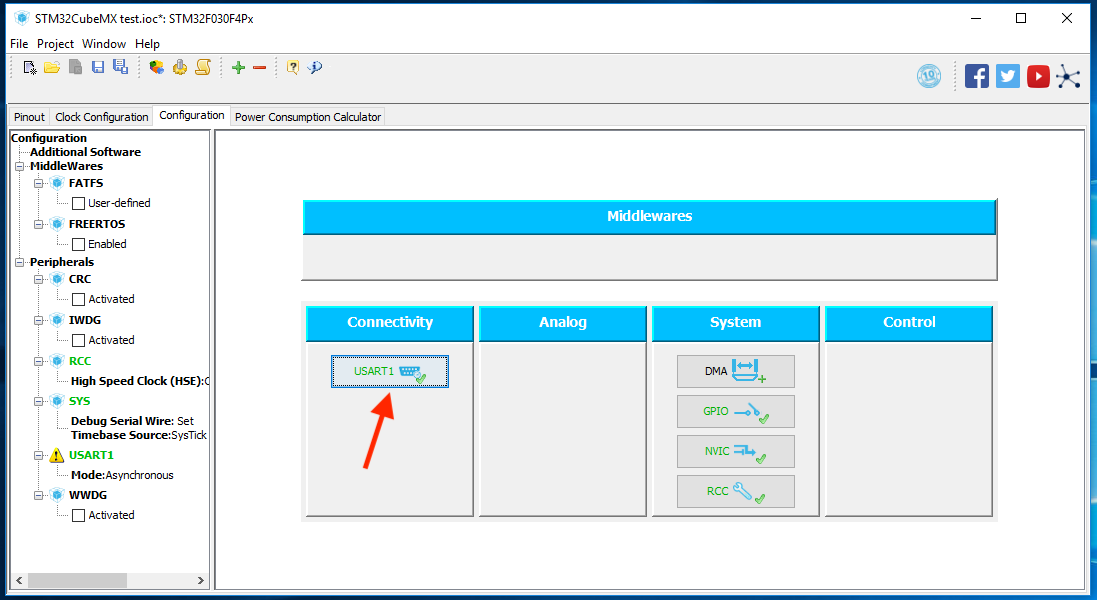 STM32CubeMX test.ioc*: STM32F030F4Px
File Project Window Help
10
Pinout Clock Configuration Configuration Power Consumption Calculator
Configuration
Additional Software
MiddleWares
FATFS
User-defined
FREERTOS
Enabled
Peripherals
CRC
Activated
IWDG
Activated
RCC
High Speed Clock (HSE):
SYS
Debug Serial Wire: Set
Timebase Source:SysTick
USART1
Mode:Asynchronous
WWDG
Activated
Middlewares
Connectivity
USART1
Analog
System
DMA
GPIO
NVIC
RCC
Control